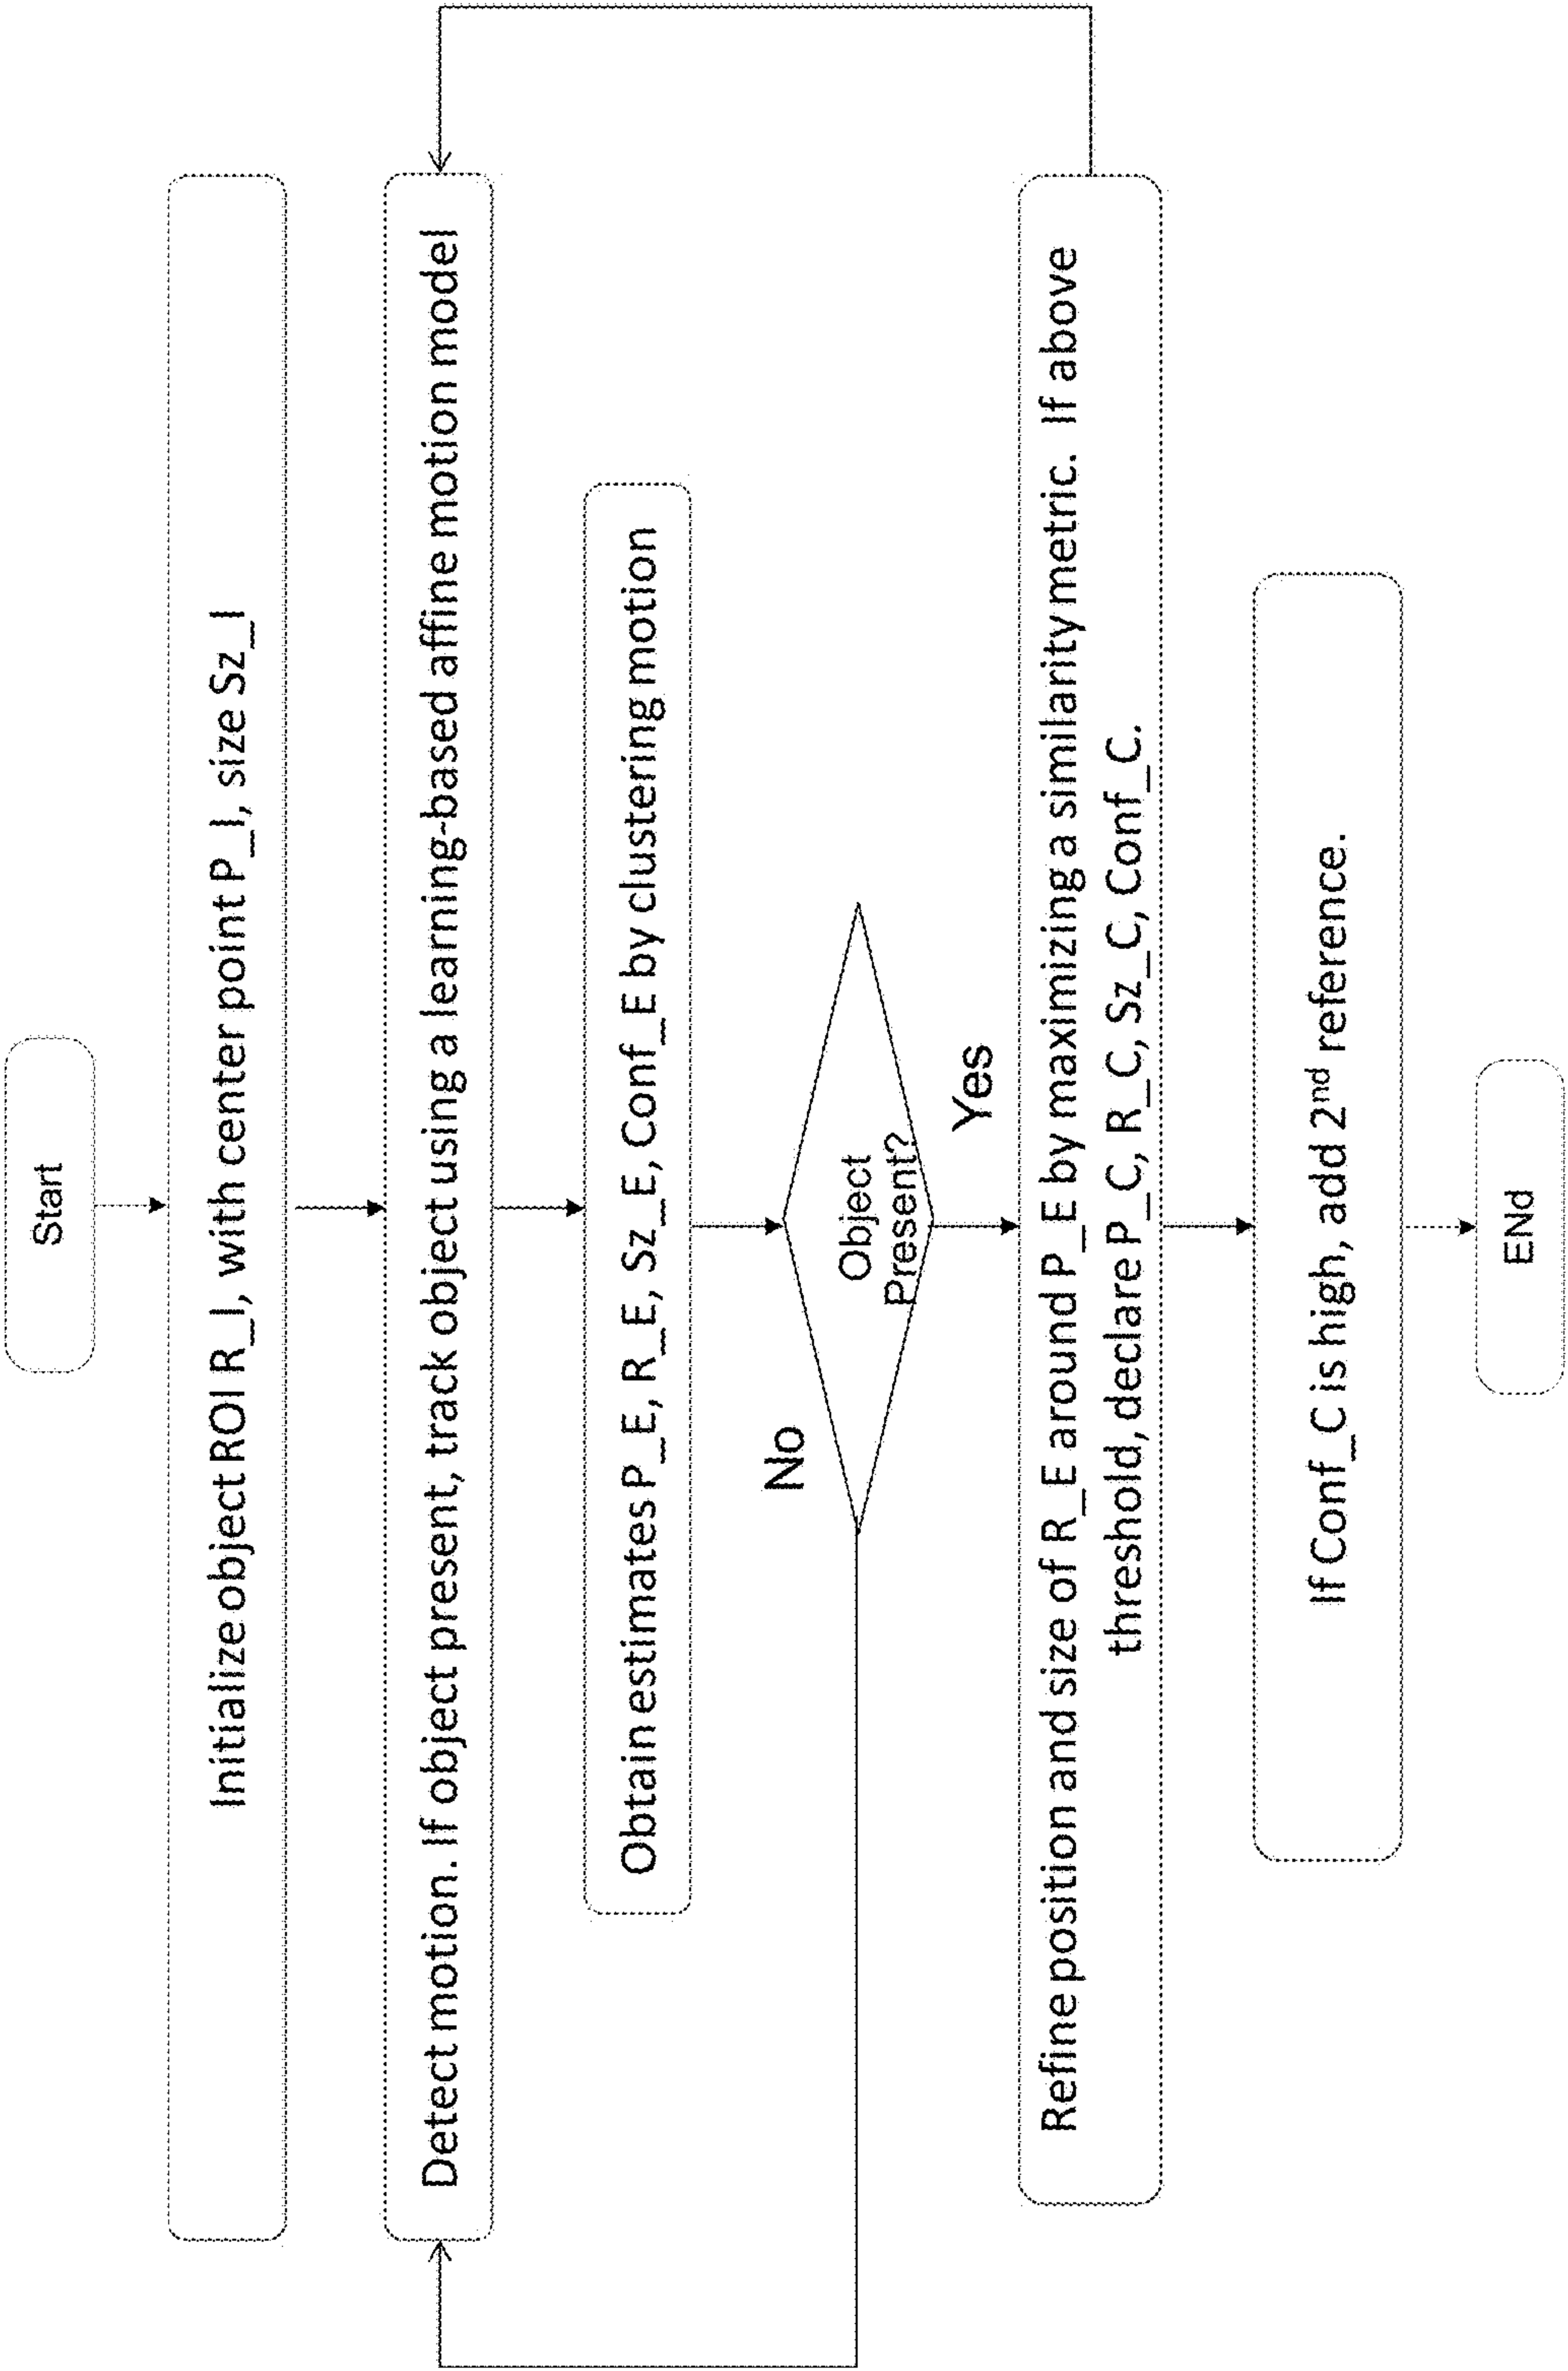 Start
Initialize object ROI R_I, with center point P_I, size Sz_I
Detect motion. If object present, track object using a learning-based affine motion model
Obtain estimates P_E, R_E, Sz_E, Conf_E by clustering motion
Object
Present?
No
Yes
Refine position and size of R_E around P_E by maximizing a similarity metric. If above
threshold, declare P_C, R_C, Sz_C, Conf_C.
If Conf_C is high, add 2nd reference.
ENd